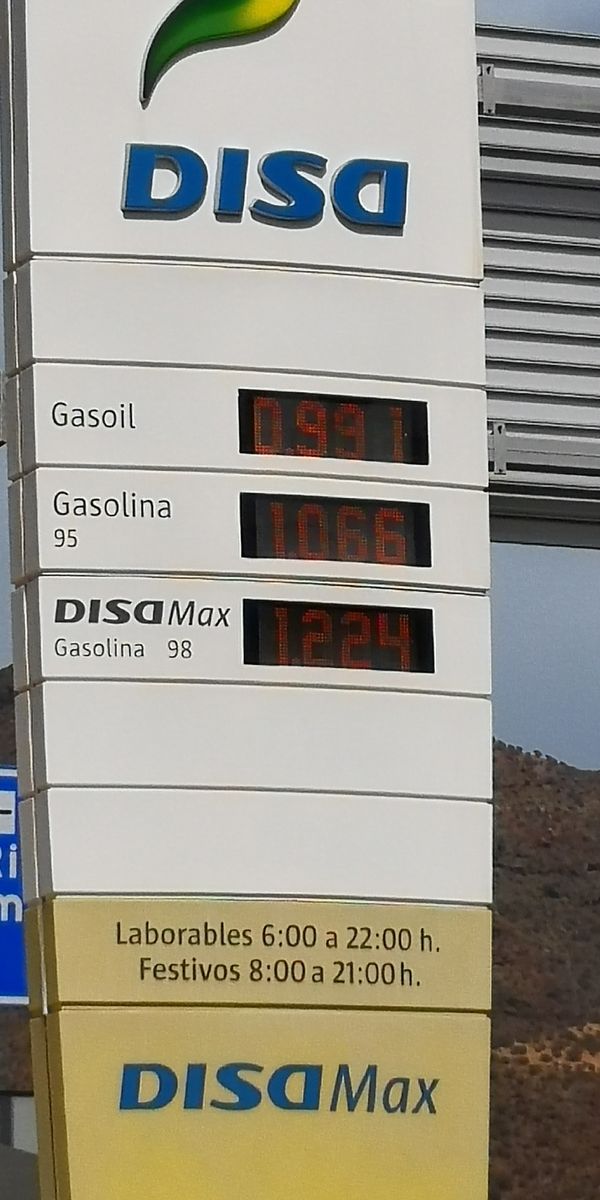 DISA
Gasoil 0.991
Gasolina 1.066
95
DISAMax 1.224
Gasolina 98
Laborables 6:00 a 22:00 h.
Festivos 8:00 a 21:00 h.
DISAMax